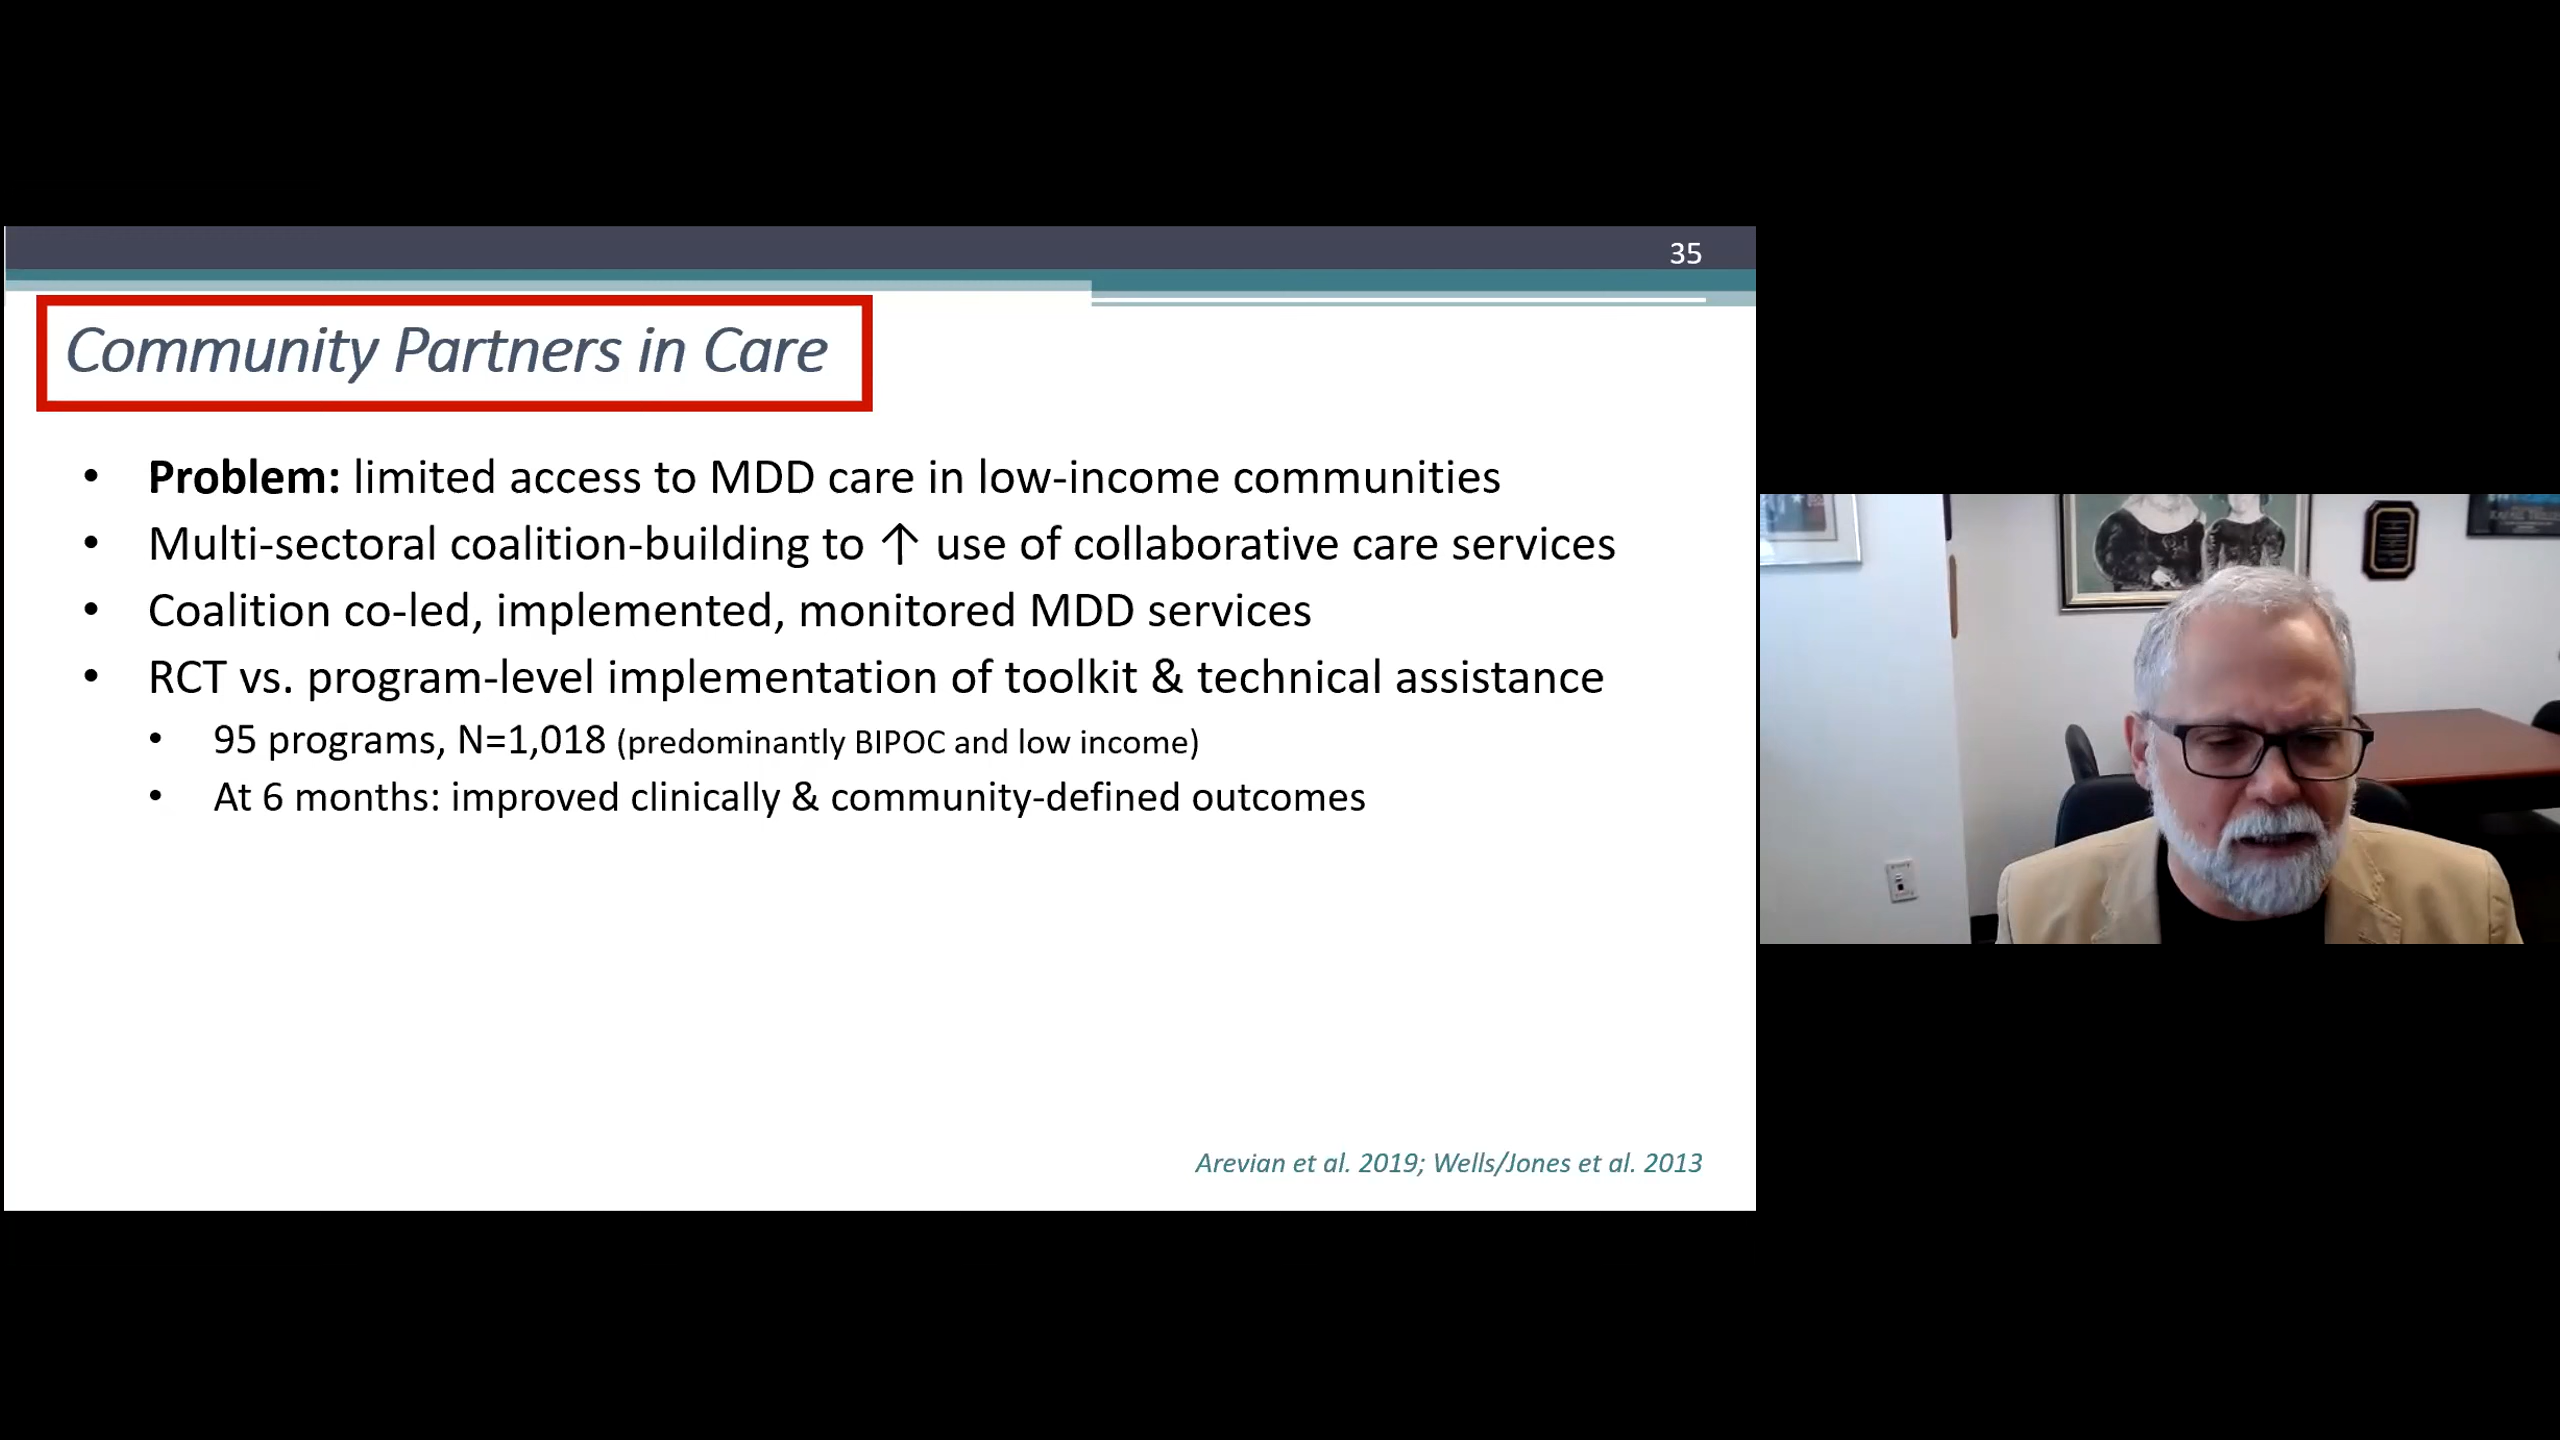 35
Community Partners in Care
• Problem: limited access to MDD care in low-income communities
• Multi-sectoral coalition-building to ↑ use of collaborative care services
• Coalition co-led, implemented, monitored MDD services
• RCT vs. program-level implementation of toolkit & technical assistance
• 95 programs, N=1,018 (predominantly BIPOC and low income)
• At 6 months: improved clinically & community-defined outcomes
Arevian et al. 2019; Wells/Jones et al. 2013